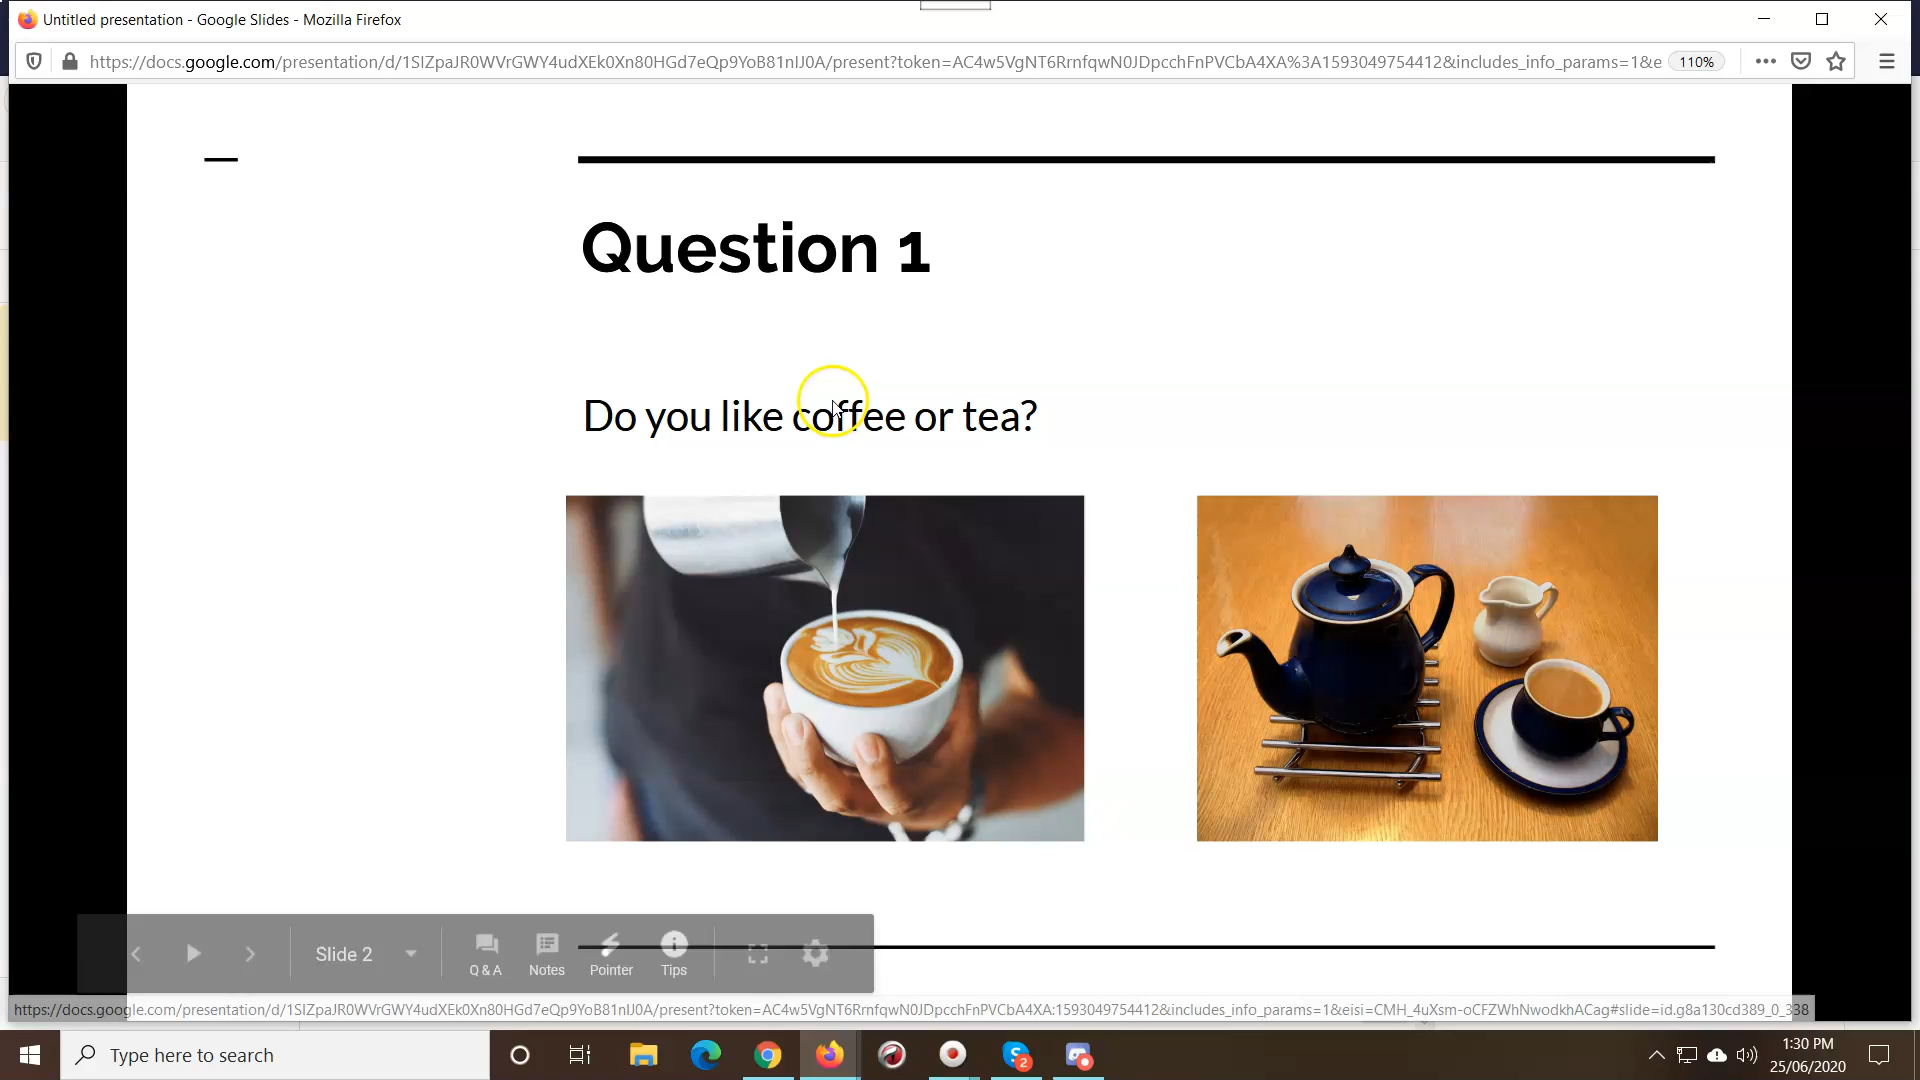 Untitled presentation - Google Slides - Mozilla Firefox
https://docs.google.com/presentation/d/1SIZpaJR0WVrGWY4udXEk0Xn80HGd7eQp9YoB81nIJ0A/present?token=AC4w5VgNT6RrnfqwN0JDpcchFnPVCbA4XA%3A1593049754412&includes_info_params=1&e
110%
Question 1
Do you like coffee or tea?
Slide 2
Q & A
Notes
Pointer
Tips
https://docs.google.com/presentation/d/1SIZpaJR0WVrGWY4udXEk0Xn80HGd7eQp9YoB81nIJ0A/present?token=AC4w5VgNT6RrnfqwN0JDpcchFnPVCbA4XA:1593049754412&includes_info_params=1&eisi=CMH_4uXsm-oCFZWhNwodkhACag#slide=id.g8a130cd389_0_338
Type here to search
2
1:30 PM
25/06/2020